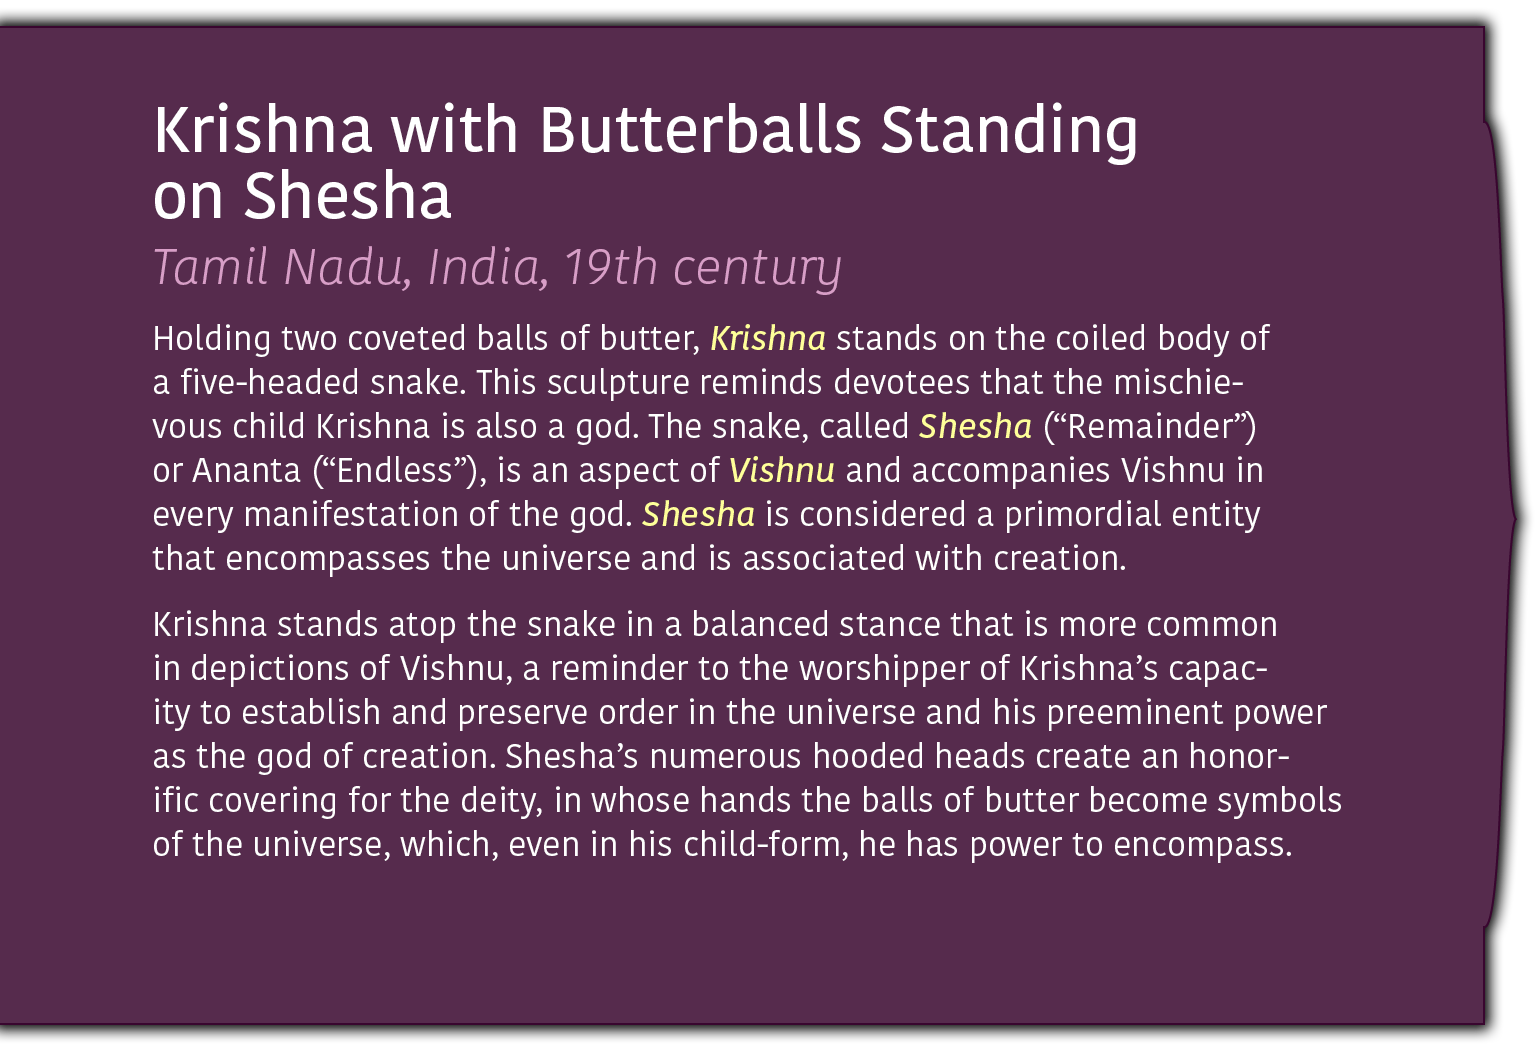 Krishna with Butterballs Standing
on Shesha
Tamil Nadu, India, 19th century
Holding two coveted balls of butter, Krishna stands on the coiled body of
a five-headed snake. This sculpture reminds devotees that the mischie-
vous child Krishna is also a god. The snake, called Shesha (“Remainder”)
or Ananta (“Endless”), is an aspect of Vishnu and accompanies Vishnu in
every manifestation of the god. Shesha is considered a primordial entity
that encompasses the universe and is associated with creation.
Krishna stands atop the snake in a balanced stance that is more common
in depictions of Vishnu, a reminder to the worshipper of Krishna’s capac-
ity to establish and preserve order in the universe and his preeminent power
as the god of creation. Shesha’s numerous hooded heads create an honor-
ific covering for the deity, in whose hands the balls of butter become symbols
of the universe, which, even in his child-form, he has power to encompass.